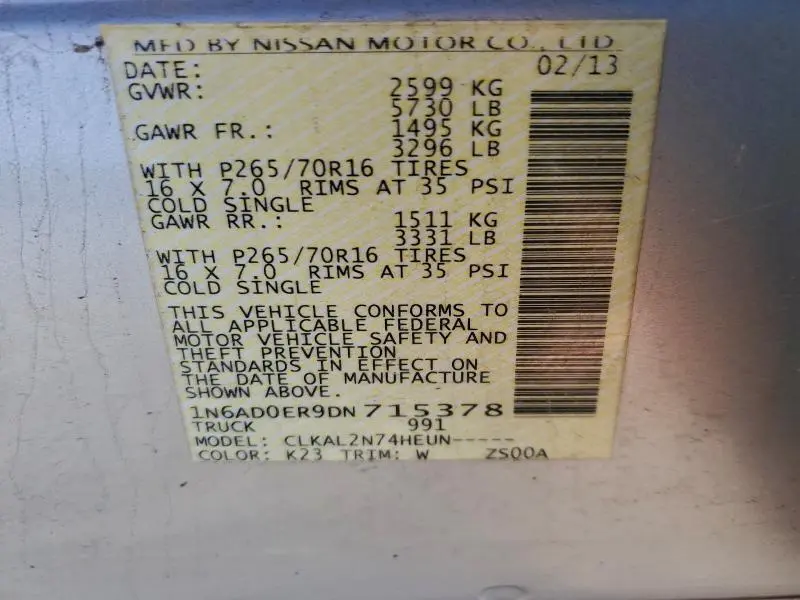 MFD BY NISSAN MOTOR CO., LTD
DATE: 02/13
GVWR: 2599 KG
5730 LB
GAWR FR.: 1495 KG
3296 LB
WITH P265/70R16 TIRES
16 X 7.0 RIMS AT 35 PSI
COLD SINGLE
GAWR RR.: 1511 KG
3331 LB
WITH P265/70R16 TIRES
16 X 7.0 RIMS AT 35 PSI
COLD SINGLE
THIS VEHICLE CONFORMS TO
ALL APPLICABLE FEDERAL
MOTOR VEHICLE SAFETY AND
THEFT PREVENTION
STANDARDS IN EFFECT ON
THE DATE OF MANUFACTURE
SHOWN ABOVE.
1N6AD0ER9DN715378
TRUCK 991
MODEL: CLKAL2N74HEUN-----
COLOR: K23 TRIM: W ZS00A